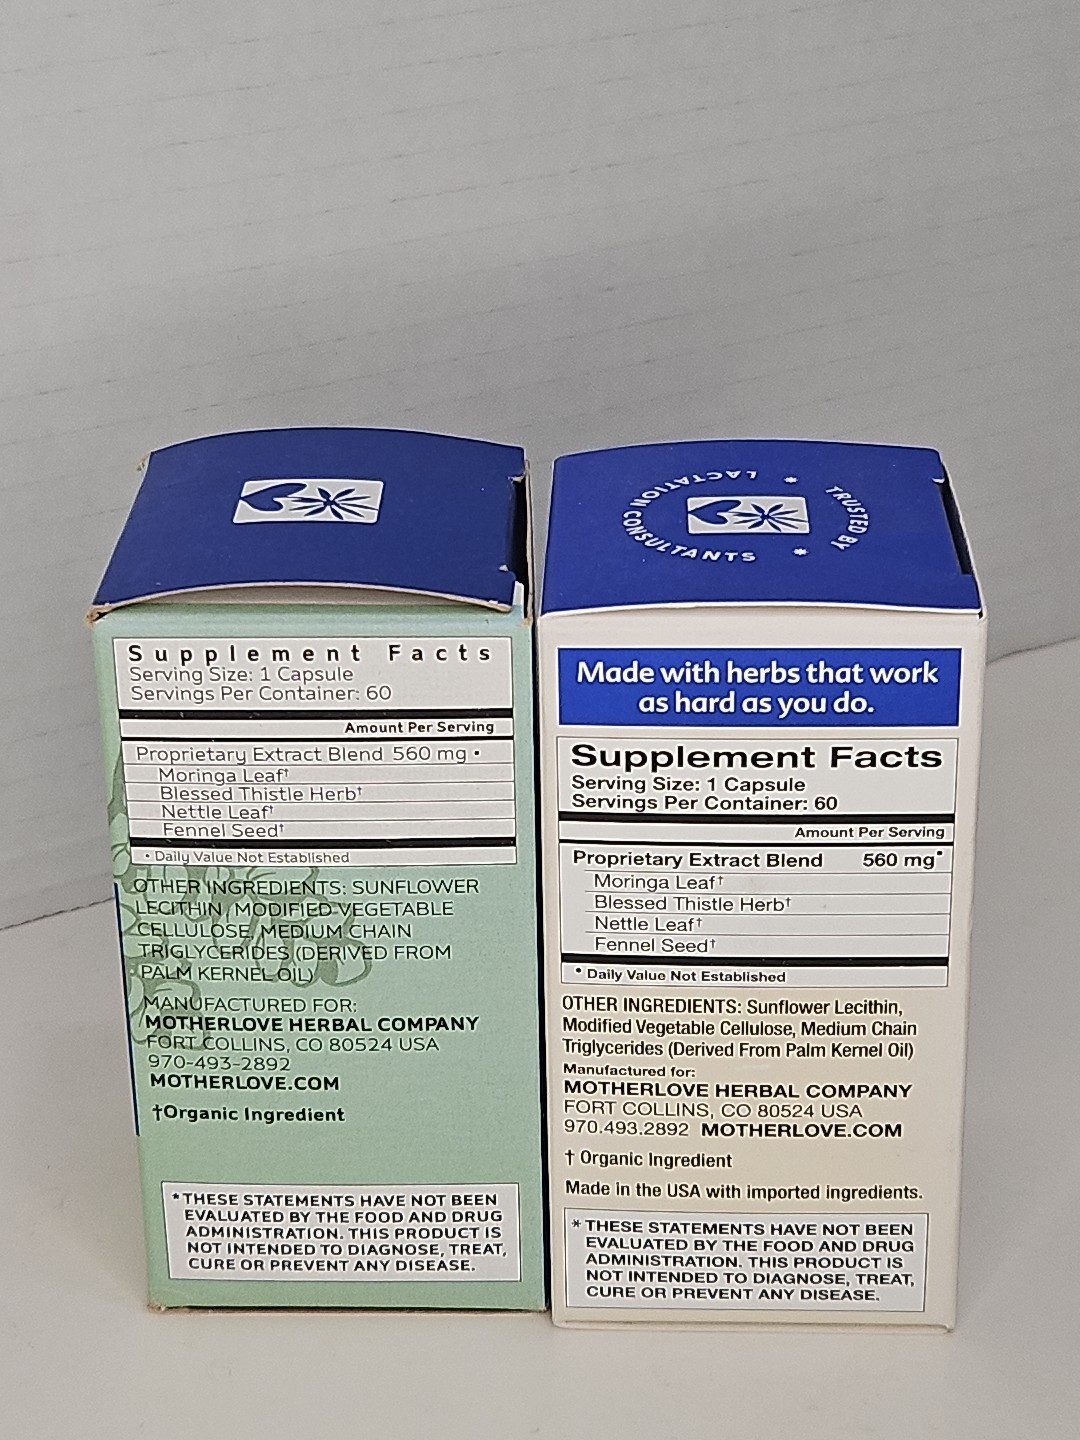 Supplement Facts
Serving Size: 1 Capsule
Servings Per Container: 60
Amount Per Serving
Proprietary Extract Blend 560 mg •
Moringa Leaf†
Blessed Thistle Herb†
Nettle Leaf†
Fennel Seed†
• Daily Value Not Established
OTHER INGREDIENTS: SUNFLOWER
LECITHIN, MODIFIED VEGETABLE
CELLULOSE, MEDIUM CHAIN
TRIGLYCERIDES (DERIVED FROM
PALM KERNEL OIL)
MANUFACTURED FOR:
MOTHERLOVE HERBAL COMPANY
FORT COLLINS, CO 80524 USA
970-493-2892
MOTHERLOVE.COM
†Organic Ingredient
*THESE STATEMENTS HAVE NOT BEEN
EVALUATED BY THE FOOD AND DRUG
ADMINISTRATION. THIS PRODUCT IS
NOT INTENDED TO DIAGNOSE, TREAT,
CURE OR PREVENT ANY DISEASE.
TRUSTED BY * LACTATION CONSULTANTS *
Made with herbs that work
as hard as you do.
Supplement Facts
Serving Size: 1 Capsule
Servings Per Container: 60
Amount Per Serving
Proprietary Extract Blend 560 mg•
Moringa Leaf†
Blessed Thistle Herb†
Nettle Leaf†
Fennel Seed†
• Daily Value Not Established
OTHER INGREDIENTS: Sunflower Lecithin,
Modified Vegetable Cellulose, Medium Chain
Triglycerides (Derived From Palm Kernel Oil)
Manufactured for:
MOTHERLOVE HERBAL COMPANY
FORT COLLINS, CO 80524 USA
970.493.2892 MOTHERLOVE.COM
† Organic Ingredient
Made in the USA with imported ingredients.
* THESE STATEMENTS HAVE NOT BEEN
EVALUATED BY THE FOOD AND DRUG
ADMINISTRATION. THIS PRODUCT IS
NOT INTENDED TO DIAGNOSE, TREAT,
CURE OR PREVENT ANY DISEASE.